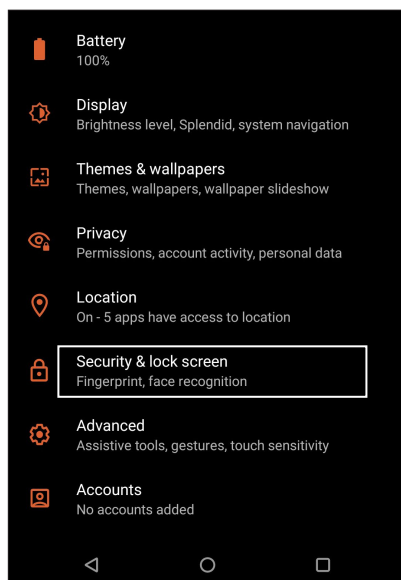 Battery
100%
Display
Brightness level, Splendid, system navigation
Themes & wallpapers
Themes, wallpapers, wallpaper slideshow
Privacy
Permissions, account activity, personal data
Location
On - 5 apps have access to location
Security & lock screen
Fingerprint, face recognition
Advanced
Assistive tools, gestures, touch sensitivity
Accounts
No accounts added